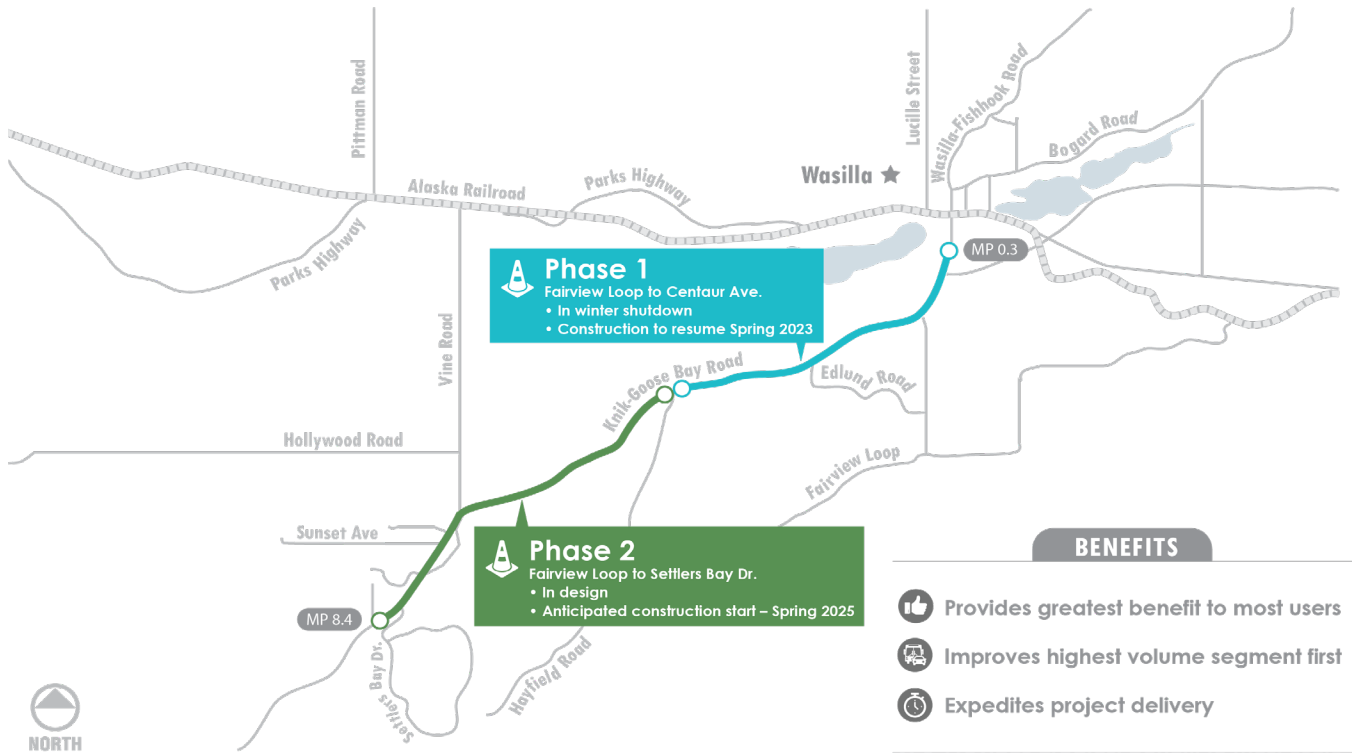 Pittman Road
Lucille Street
Wasilla-Fishhook Road
Bogard Road
Alaska Railroad
Parks Highway
Wasilla
Parks Highway
MP 0.3
Phase 1
Fairview Loop to Centaur Ave.
• In winter shutdown
• Construction to resume Spring 2023
Vine Road
Knik-Goose Bay Road
Edlund Road
Hollywood Road
Fairview Loop
Sunset Ave
Phase 2
Fairview Loop to Settlers Bay Dr.
• In design
• Anticipated construction start – Spring 2025
MP 8.4
Settlers Bay Dr.
Hayfield Road
NORTH
BENEFITS
Provides greatest benefit to most users
Improves highest volume segment first
Expedites project delivery